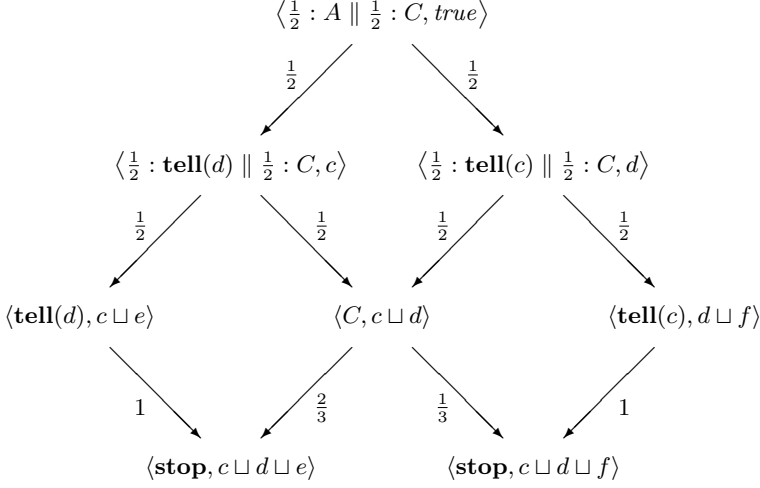 ⟨½ : A ∥ ½ : C, true⟩
½ ½
⟨½ : tell(d) ∥ ½ : C, c⟩ ⟨½ : tell(c) ∥ ½ : C, d⟩
½ ½ ½ ½
⟨tell(d), c ⊔ e⟩ ⟨C, c ⊔ d⟩ ⟨tell(c), d ⊔ f⟩
1 ⅔ ⅓ 1
⟨stop, c ⊔ d ⊔ e⟩ ⟨stop, c ⊔ d ⊔ f⟩